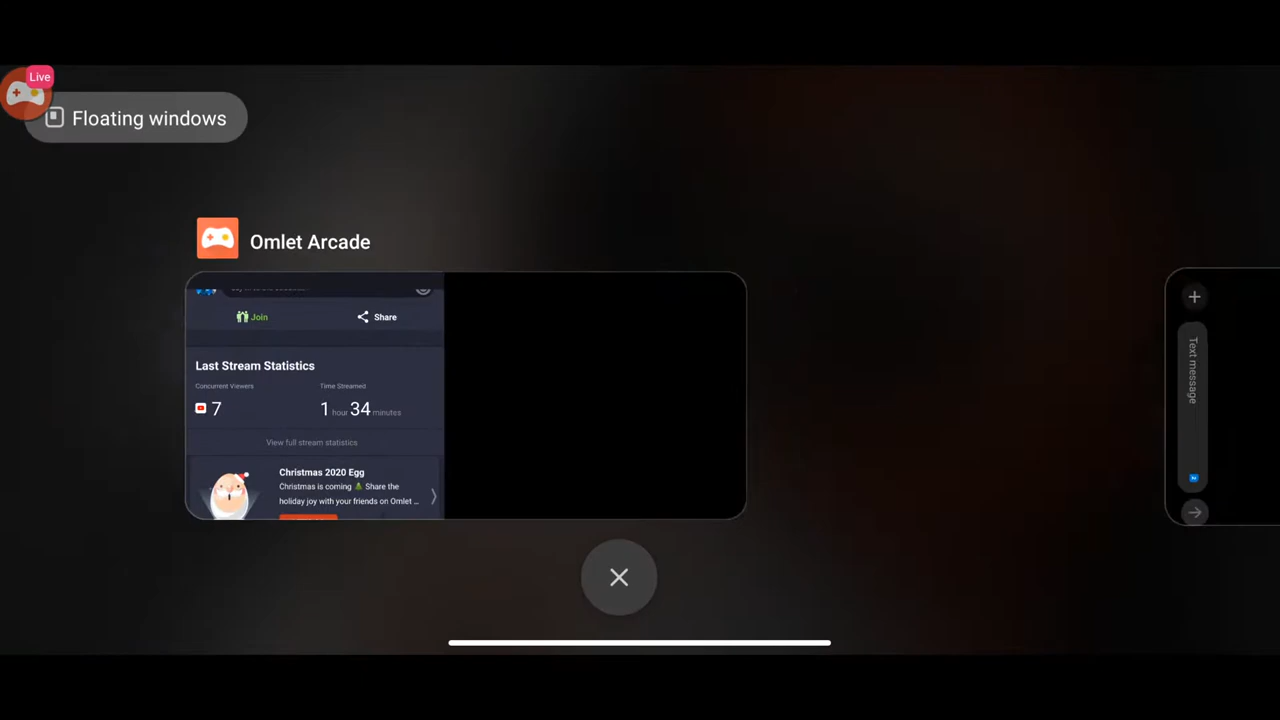 Live
Floating windows
Omlet Arcade
Join
Share
Last Stream Statistics
Concurrent Viewers
Time Streamed
7
1 hour 34 minutes
View full stream statistics
Christmas 2020 Egg
Christmas is coming 🎄 Share the
holiday joy with your friends on Omlet ...
Text message